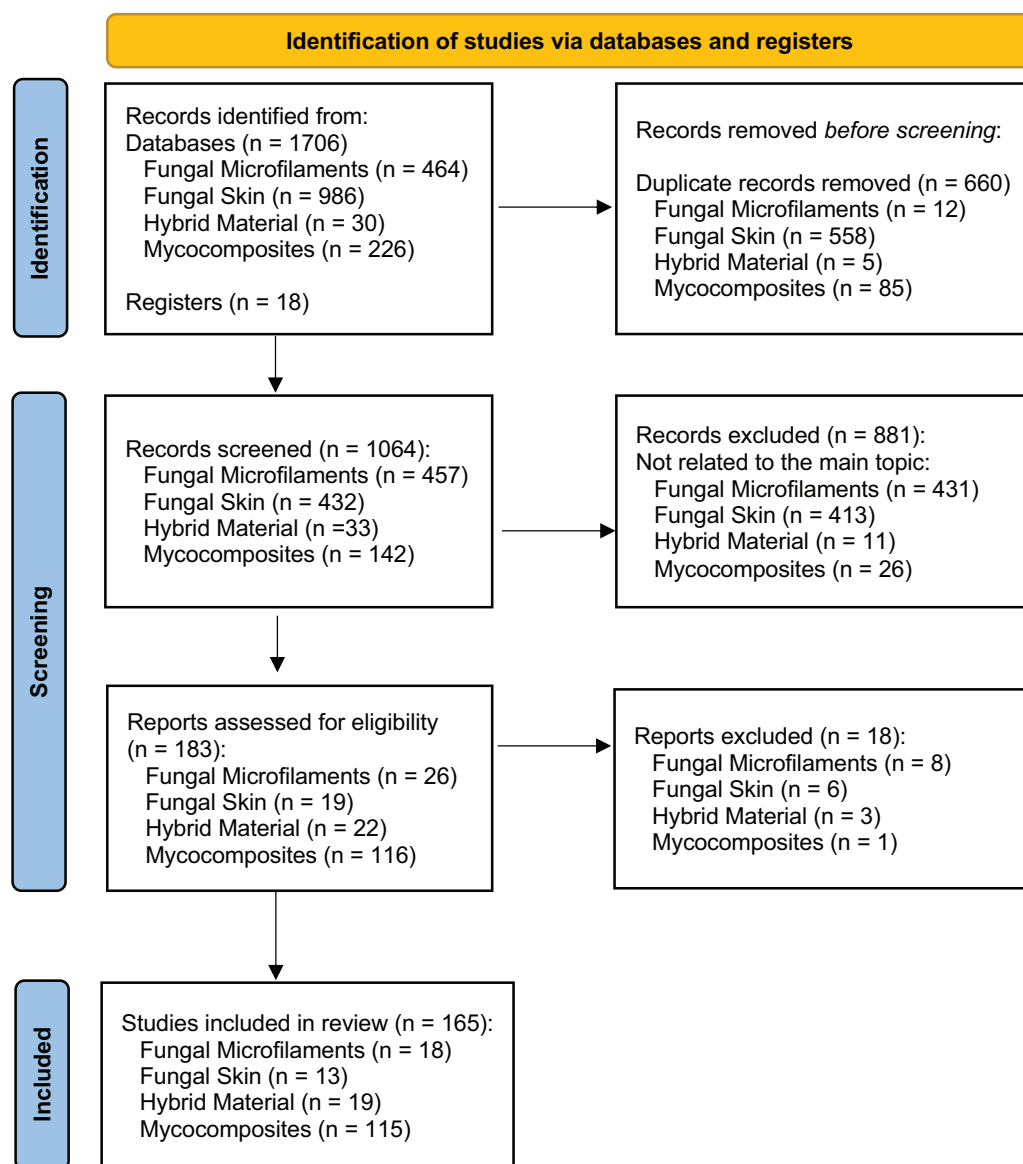 Identification of studies via databases and registers
Identification
Records identified from:
Databases (n = 1706)
Fungal Microfilaments (n = 464)
Fungal Skin (n = 986)
Hybrid Material (n = 30)
Mycocomposites (n = 226)
Registers (n = 18)
Records removed before screening:
Duplicate records removed (n = 660)
Fungal Microfilaments (n = 12)
Fungal Skin (n = 558)
Hybrid Material (n = 5)
Mycocomposites (n = 85)
Screening
Records screened (n = 1064):
Fungal Microfilaments (n = 457)
Fungal Skin (n = 432)
Hybrid Material (n =33)
Mycocomposites (n = 142)
Records excluded (n = 881):
Not related to the main topic:
Fungal Microfilaments (n = 431)
Fungal Skin (n = 413)
Hybrid Material (n = 11)
Mycocomposites (n = 26)
Reports assessed for eligibility
(n = 183):
Fungal Microfilaments (n = 26)
Fungal Skin (n = 19)
Hybrid Material (n = 22)
Mycocomposites (n = 116)
Reports excluded (n = 18):
Fungal Microfilaments (n = 8)
Fungal Skin (n = 6)
Hybrid Material (n = 3)
Mycocomposites (n = 1)
Included
Studies included in review (n = 165):
Fungal Microfilaments (n = 18)
Fungal Skin (n = 13)
Hybrid Material (n = 19)
Mycocomposites (n = 115)